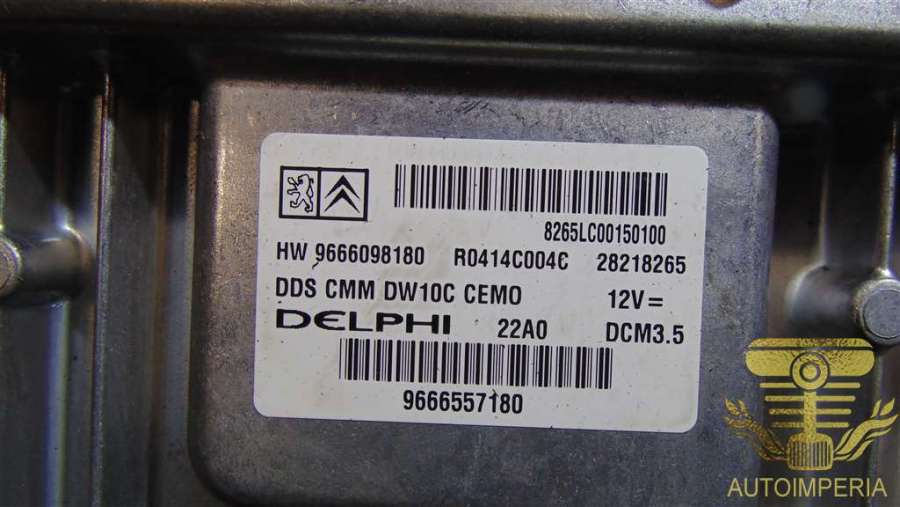 8265LC00150100
HW 9666098180 R0414C004C 28218265
DDS CMM DW10C CEMO 12V=
DELPHI 22A0 DCM3.5
9666557180
AUTOIMPERIA